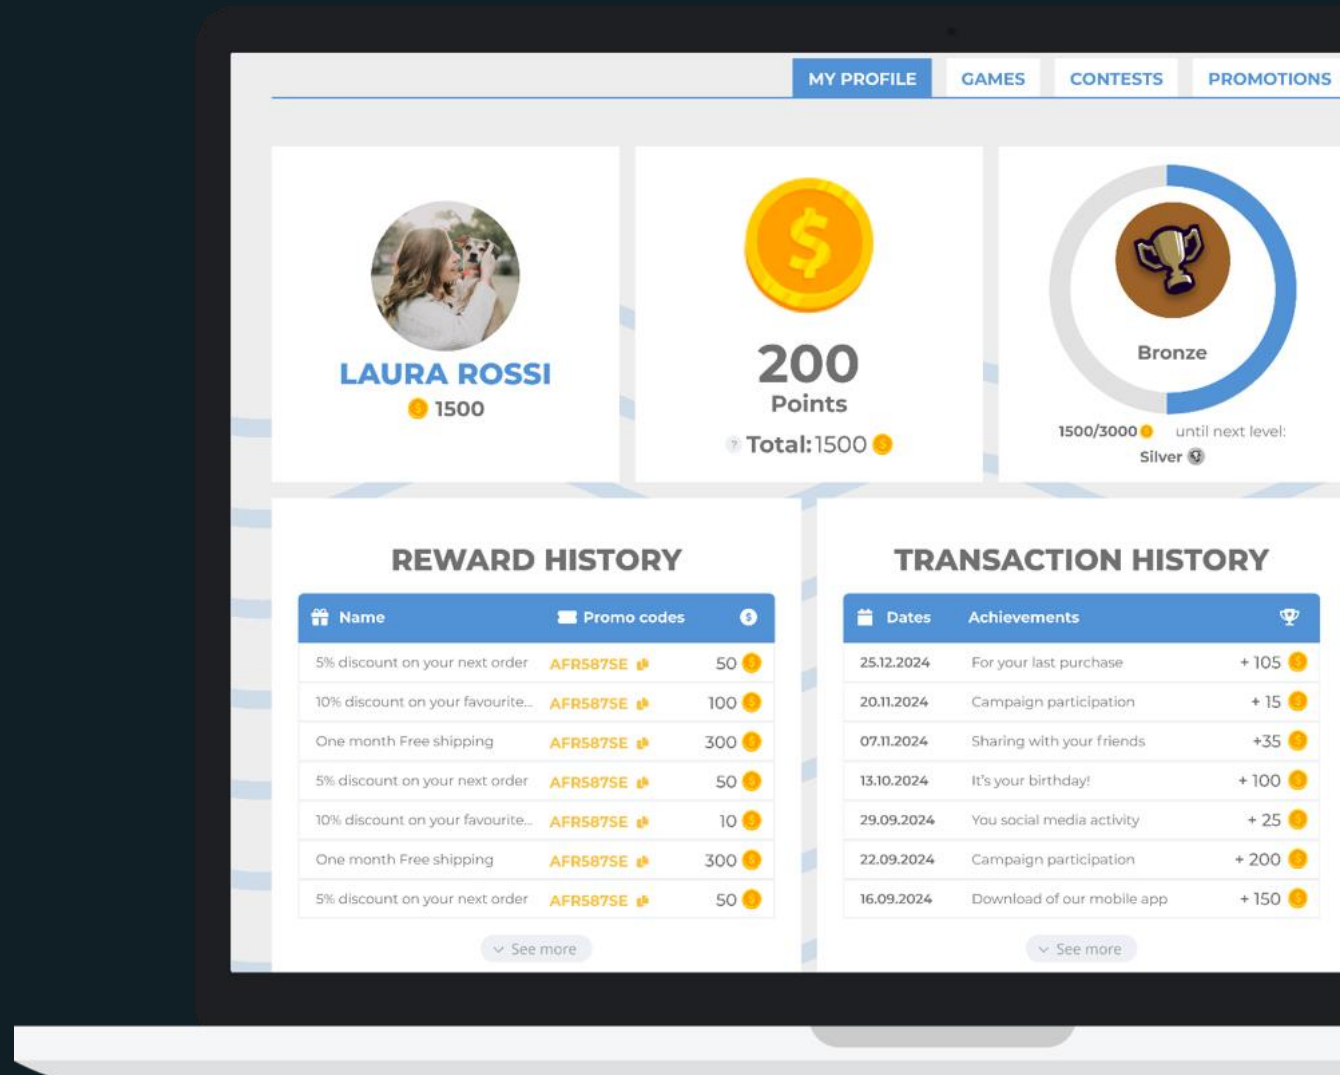 MY PROFILE GAMES CONTESTS PROMOTIONS
LAURA ROSSI
1500
200
Points
? Total:1500
Bronze
1500/3000 until next level:
Silver
REWARD HISTORY
Name Promo codes
5% discount on your next order AFR587SE 50
10% discount on your favourite... AFR587SE 100
One month Free shipping AFR587SE 300
5% discount on your next order AFR587SE 50
10% discount on your favourite... AFR587SE 10
One month Free shipping AFR587SE 300
5% discount on your next order AFR587SE 50
See more
TRANSACTION HISTORY
Dates Achievements
25.12.2024 For your last purchase + 105
20.11.2024 Campaign participation + 15
07.11.2024 Sharing with your friends +35
13.10.2024 It's your birthday! + 100
29.09.2024 You social media activity + 25
22.09.2024 Campaign participation + 200
16.09.2024 Download of our mobile app + 150
See more